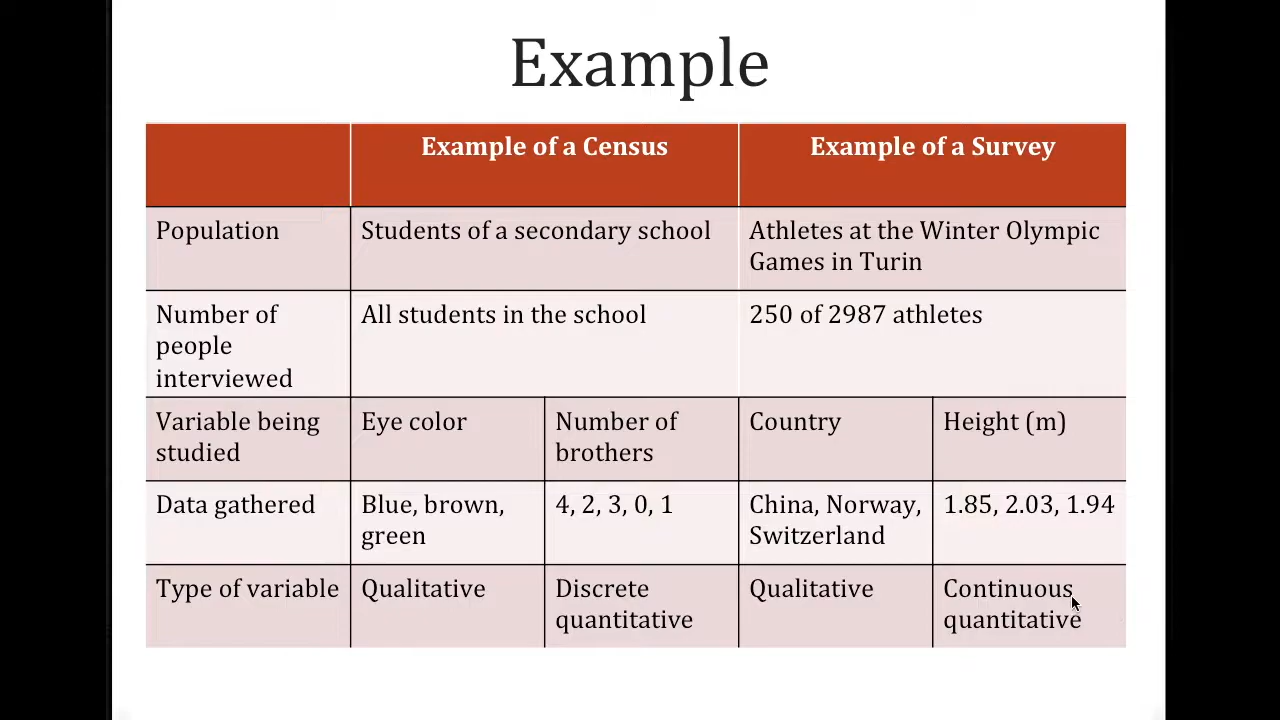 Example
Example of a Census
Example of a Survey
Population
Students of a secondary school
Athletes at the Winter Olympic
Games in Turin
Number of
people
interviewed
All students in the school
250 of 2987 athletes
Variable being
studied
Eye color
Number of
brothers
Country
Height (m)
Data gathered
Blue, brown,
green
4, 2, 3, 0, 1
China, Norway,
Switzerland
1.85, 2.03, 1.94
Type of variable
Qualitative
Discrete
quantitative
Qualitative
Continuous
quantitative